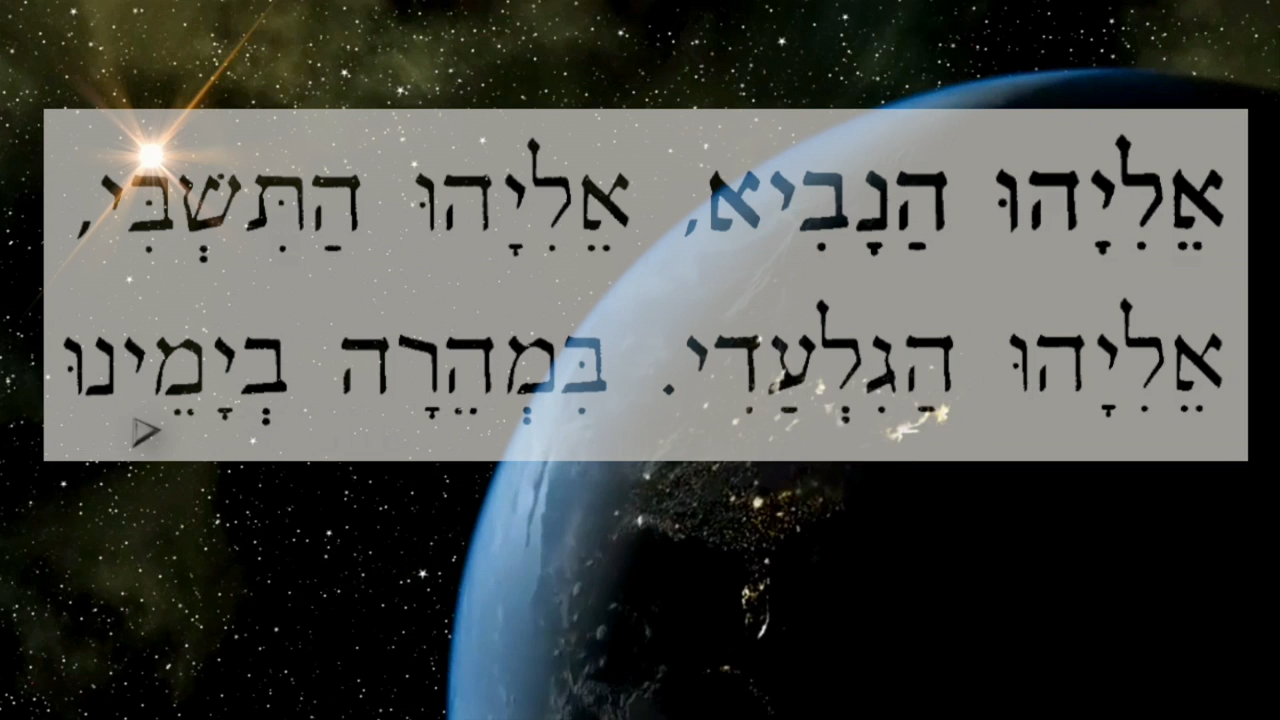 אֵלִיָּהוּ הַנָּבִיא, אֵלִיָּהוּ הַתִּשְׁבִּי,
אֵלִיָּהוּ הַגִּלְעָדִי. בִּמְהֵרָה בְיָמֵינוּ